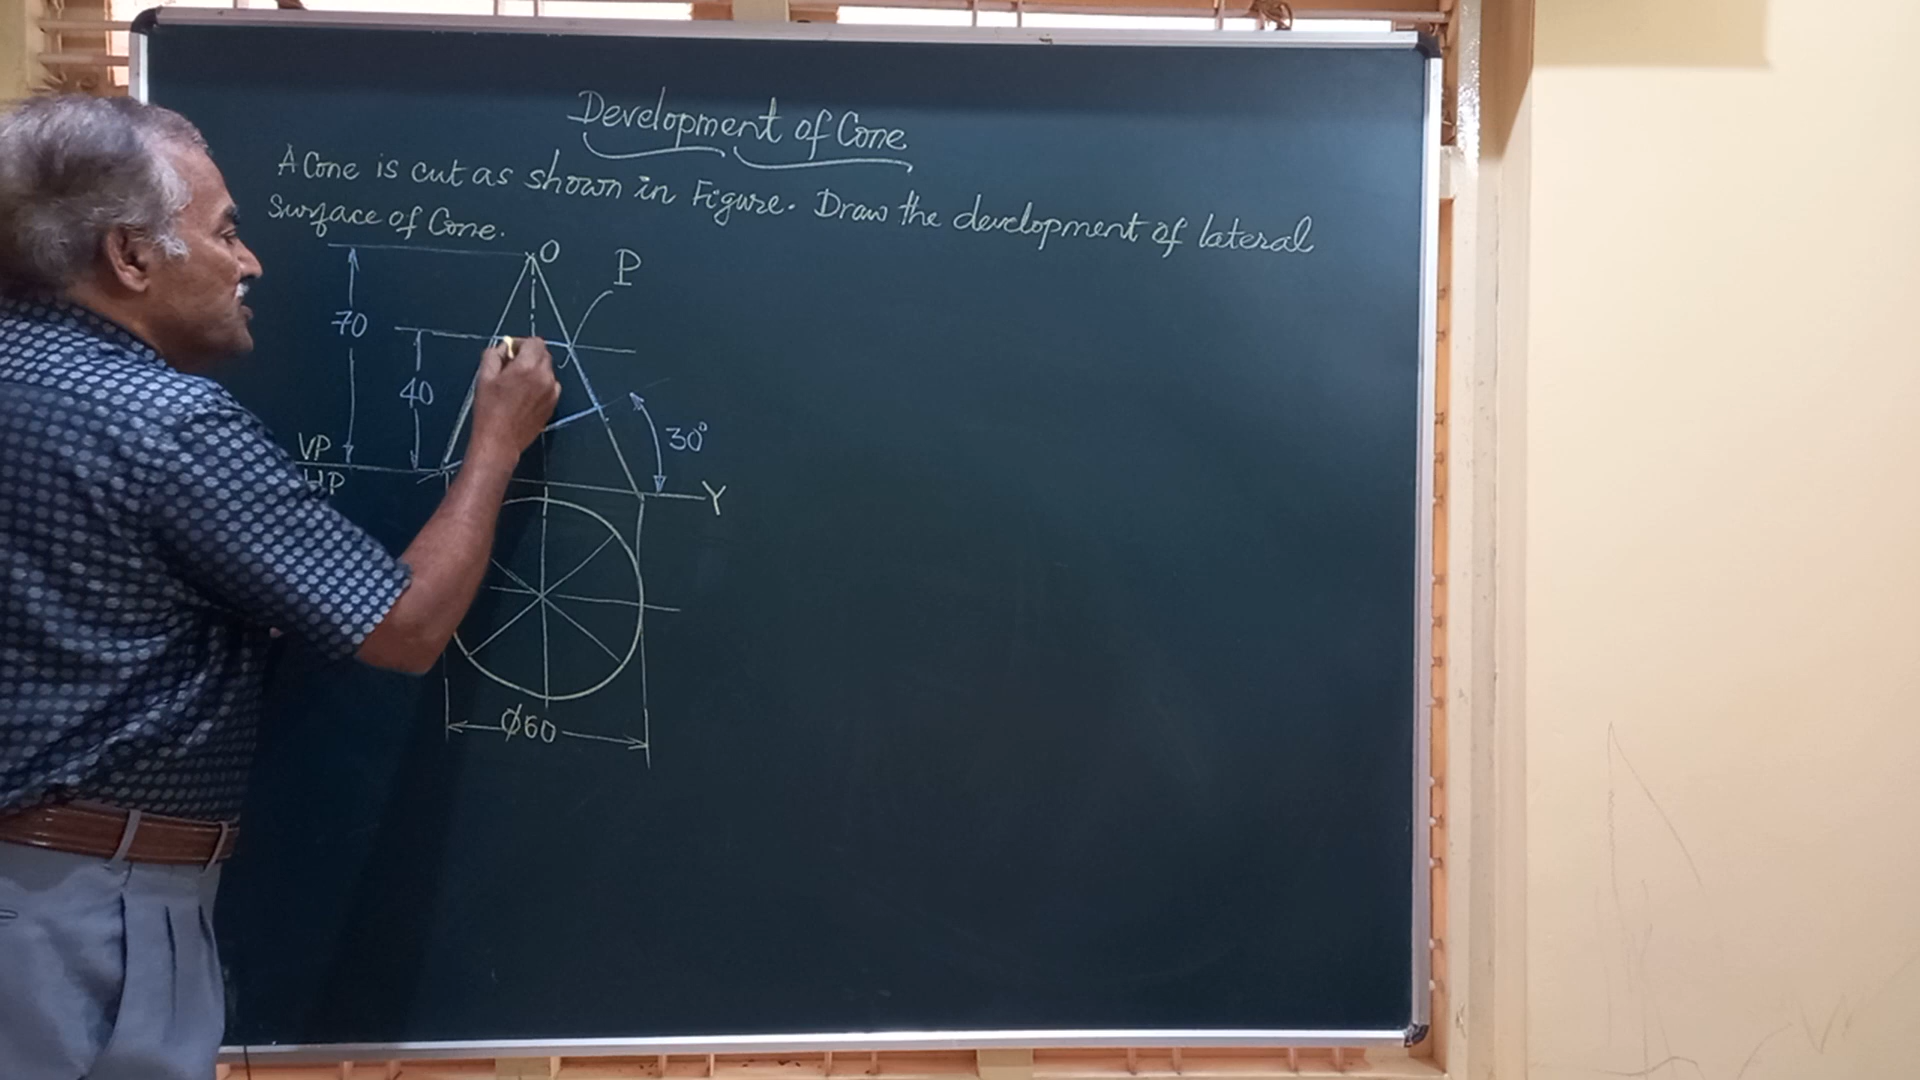 Development of Cone
A Cone is cut as shown in Figure. Draw the development of lateral
Surface of Cone.
O
P
70
40
30°
VP
HP
Y
Ø60